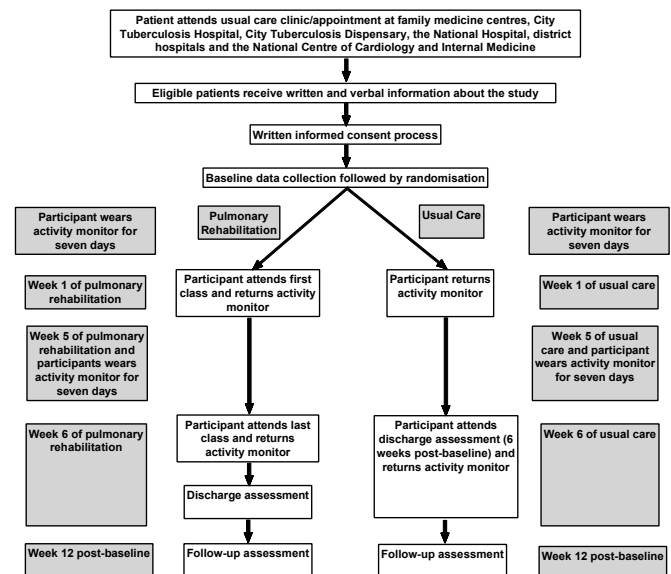 Patient attends usual care clinic/appointment at family medicine centres, City
Tuberculosis Hospital, City Tuberculosis Dispensary, the National Hospital, district
hospitals and the National Centre of Cardiology and Internal Medicine
Eligible patients receive written and verbal information about the study
Written informed consent process
Baseline data collection followed by randomisation
Participant wears
activity monitor for
seven days
Pulmonary
Rehabilitation
Usual Care
Participant wears
activity monitor for
seven days
Week 1 of pulmonary
rehabilitation
Participant attends first
class and returns activity
monitor
Participant returns
activity monitor
Week 1 of usual care
Week 5 of pulmonary
rehabilitation and
participants wears
activity monitor for
seven days
Week 5 of usual
care and participant
wears activity monitor
for seven days
Week 6 of pulmonary
rehabilitation
Participant attends last
class and returns
activity monitor
Participant attends
discharge assessment (6
weeks post-baseline) and
returns activity monitor
Week 6 of usual care
Discharge assessment
Week 12 post-baseline
Follow-up assessment
Follow-up assessment
Week 12 post-baseline